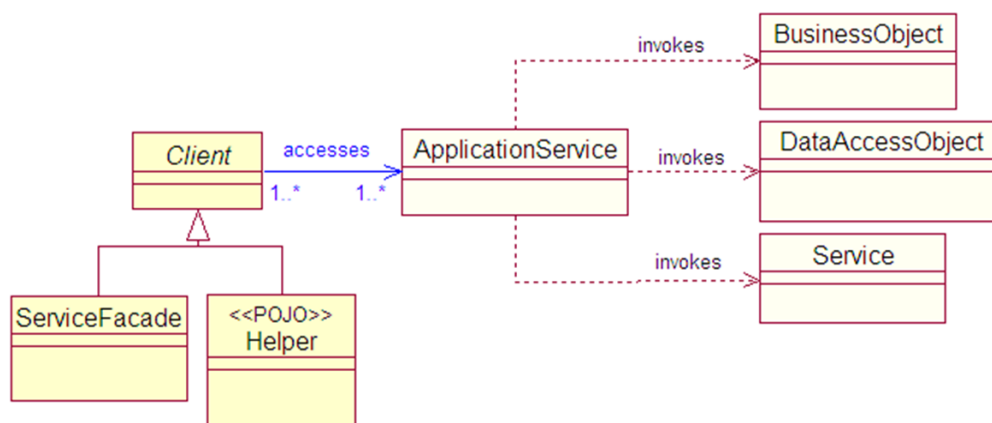 BusinessObject
invokes
Client
accesses
1..*
1..*
ApplicationService
invokes
DataAccessObject
invokes
Service
ServiceFacade
<<POJO>>
Helper